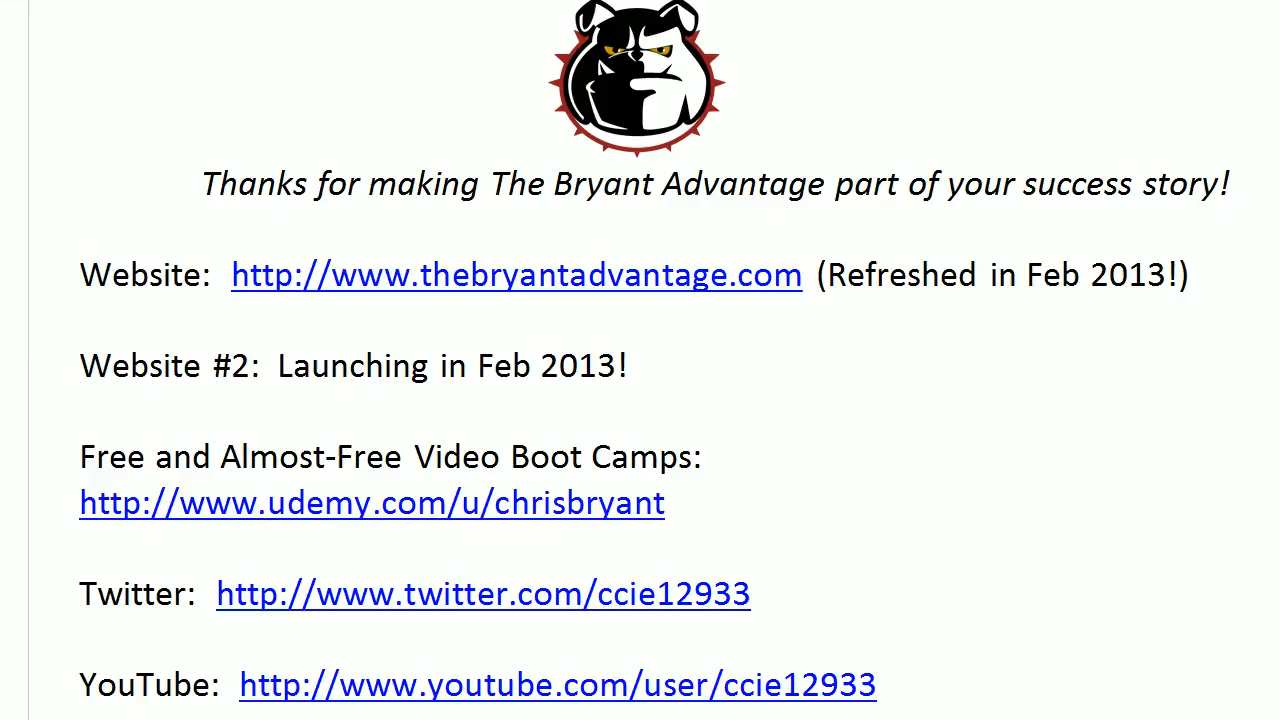 Thanks for making The Bryant Advantage part of your success story!
Website: http://www.thebryantadvantage.com (Refreshed in Feb 2013!)
Website #2: Launching in Feb 2013!
Free and Almost-Free Video Boot Camps:
http://www.udemy.com/u/chrisbryant
Twitter: http://www.twitter.com/ccie12933
YouTube: http://www.youtube.com/user/ccie12933